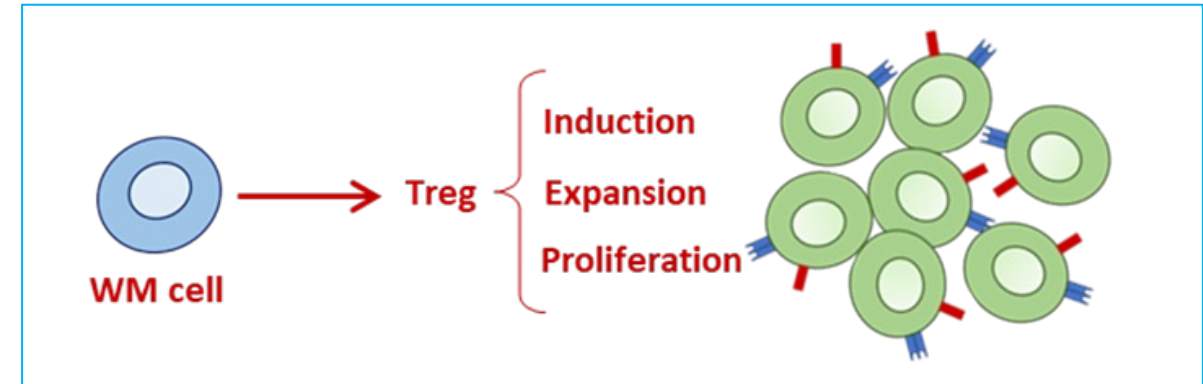 Induction
Treg
Expansion
Proliferation
WM cell